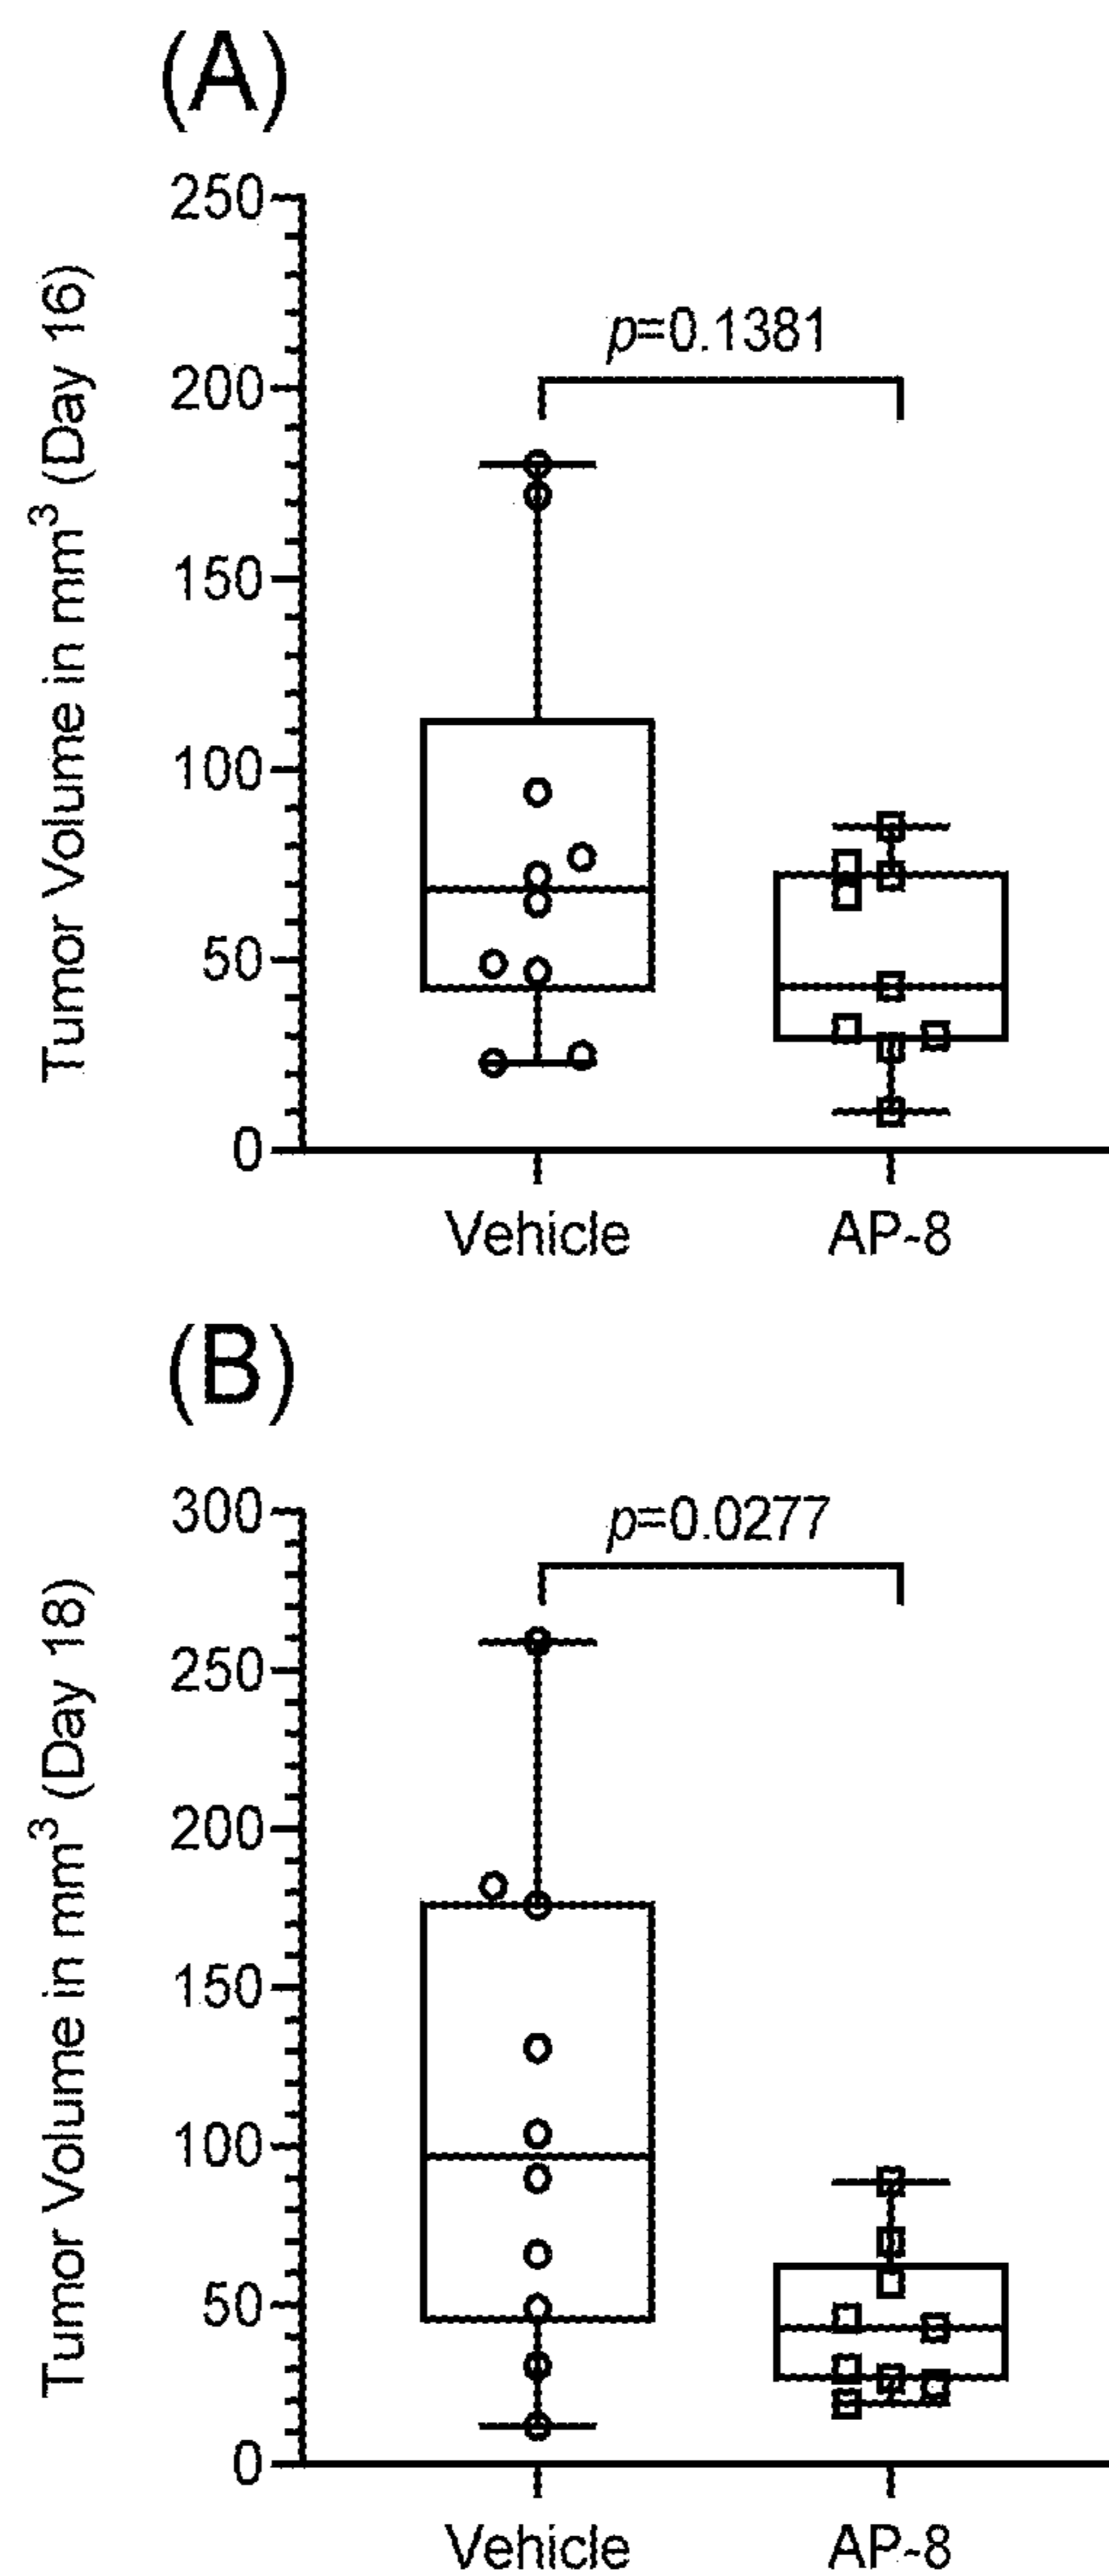 (A)
Tumor Volume in mm³ (Day 16)
250
200
150
100
50
0
p=0.1381
Vehicle AP-8
(B)
Tumor Volume in mm³ (Day 18)
300
250
200
150
100
50
0
p=0.0277
Vehicle AP-8